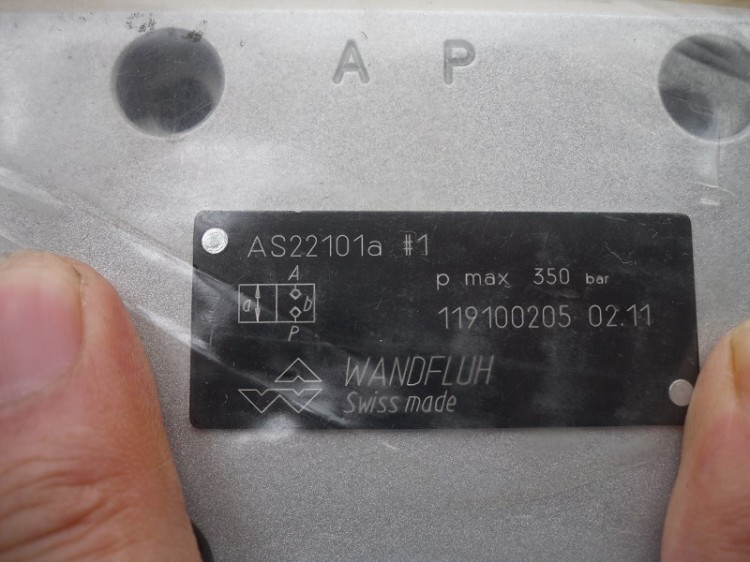 A P
AS22101a #1
A
a b
P
p max 350 bar
119100205 02.11
WANDFLUH
Swiss made